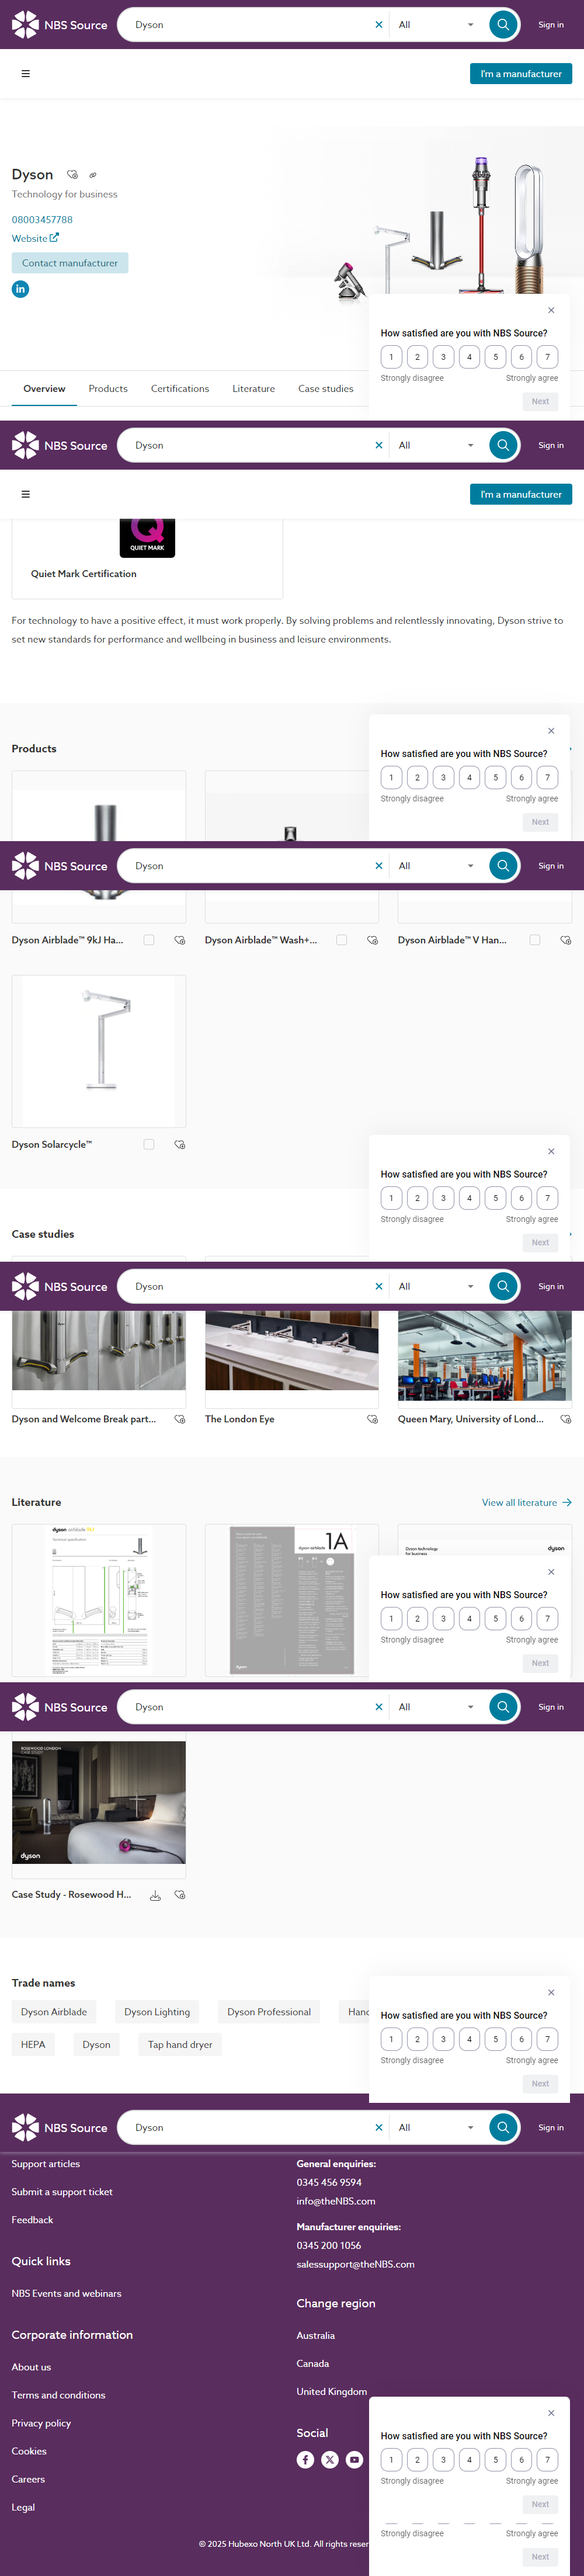 NBS Source
Dyson
All
Sign in
I'm a manufacturer
Dyson
Technology for business
08003457788
Website
Contact manufacturer
How satisfied are you with NBS Source?
1 2 3 4 5 6 7
Strongly disagree Strongly agree
Next
Overview Products Certifications Literature Case studies
NBS Source
Dyson
All
Sign in
I'm a manufacturer
QUIET MARK
Quiet Mark Certification
For technology to have a positive effect, it must work properly. By solving problems and relentlessly innovating, Dyson strive to
set new standards for performance and wellbeing in business and leisure environments.
Products
How satisfied are you with NBS Source?
1 2 3 4 5 6 7
Strongly disagree Strongly agree
Next
NBS Source
Dyson
All
Sign in
Dyson Airblade™ 9kJ Ha...
Dyson Airblade™ Wash+...
Dyson Airblade™ V Han...
Dyson Solarcycle™
How satisfied are you with NBS Source?
1 2 3 4 5 6 7
Strongly disagree Strongly agree
Next
Case studies
NBS Source
Dyson
All
Sign in
Dyson and Welcome Break part...
The London Eye
Queen Mary, University of Lond...
Literature
View all literature
dyson airblade 9kJ
Technical specification
dyson airblade
1A
Dyson technology
for business
dyson
How satisfied are you with NBS Source?
1 2 3 4 5 6 7
Strongly disagree Strongly agree
Next
NBS Source
Dyson
All
Sign in
ROSEWOOD LONDON
CASE STUDY
dyson
Case Study - Rosewood H...
Trade names
Dyson Airblade
Dyson Lighting
Dyson Professional
HEPA
Dyson
Tap hand dryer
How satisfied are you with NBS Source?
1 2 3 4 5 6 7
Strongly disagree Strongly agree
Next
NBS Source
Dyson
All
Sign in
Support articles
Submit a support ticket
Feedback
Quick links
NBS Events and webinars
Corporate information
About us
Terms and conditions
Privacy policy
Cookies
Careers
Legal
General enquiries:
0345 456 9594
info@theNBS.com
Manufacturer enquiries:
0345 200 1056
salessupport@theNBS.com
Change region
Australia
Canada
United Kingdom
Social
How satisfied are you with NBS Source?
1 2 3 4 5 6 7
Strongly disagree Strongly agree
Next
Strongly disagree Strongly agree
Next
© 2025 Hubexo North UK Ltd. All rights reser